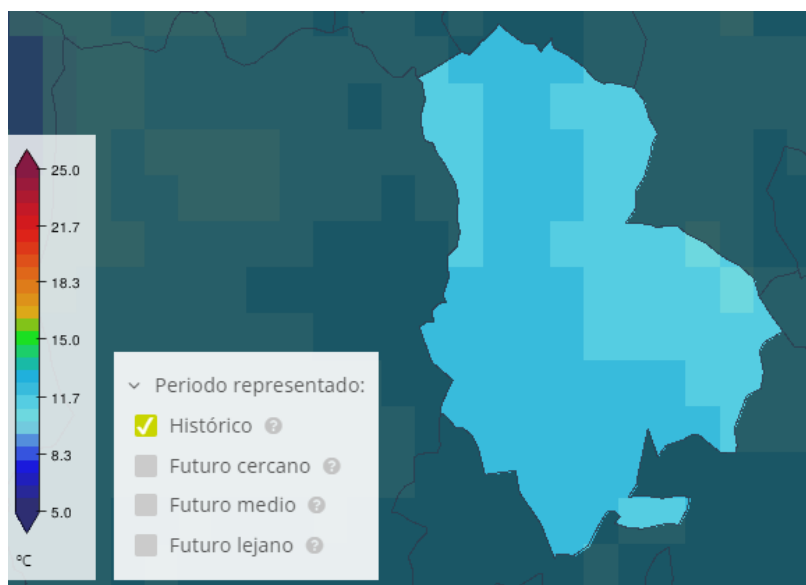 25.0
21.7
18.3
15.0
11.7
8.3
5.0
ºC
Periodo representado:
Histórico ?
Futuro cercano ?
Futuro medio ?
Futuro lejano ?